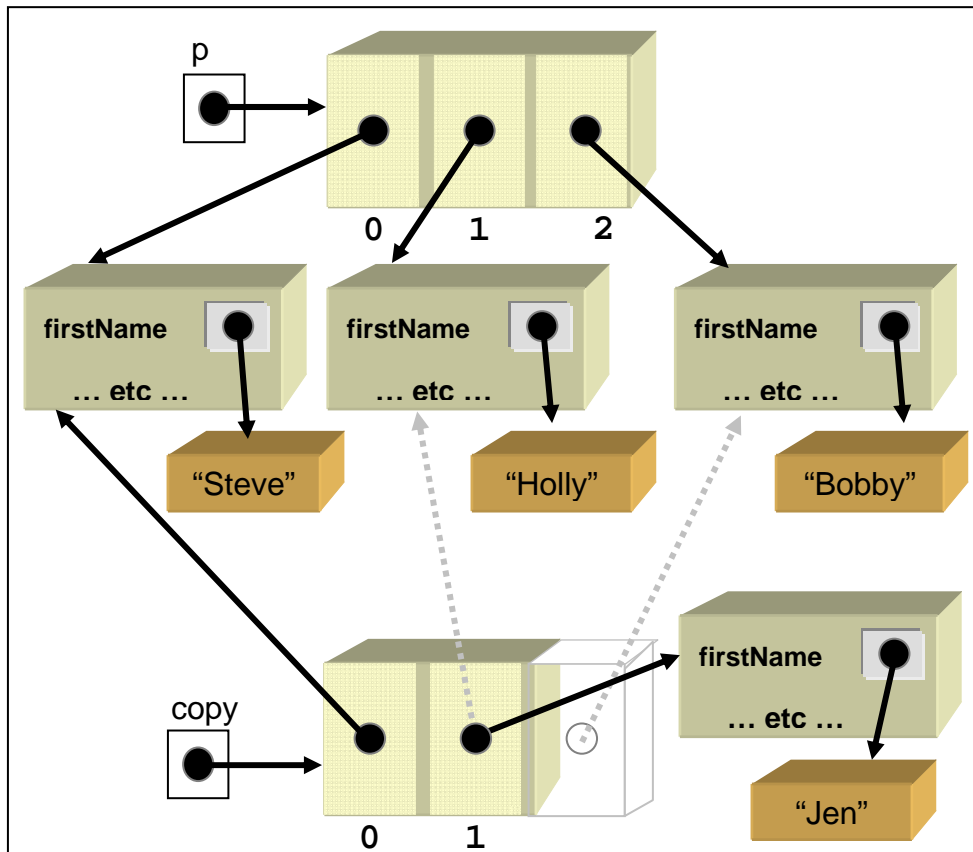 p
0 1 2
firstName
… etc …
firstName
… etc …
firstName
… etc …
“Steve”
“Holly”
“Bobby”
firstName
… etc …
copy
“Jen”
0 1